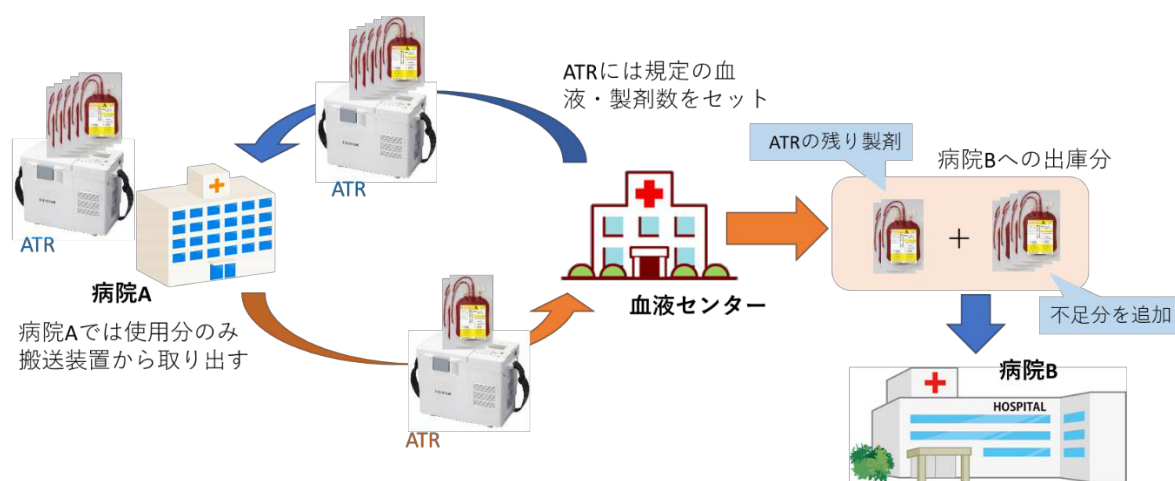 ATRには規定の血
液・製剤数をセット
ATR
ATR
病院A
病院Aでは使用分のみ
搬送装置から取り出す
ATR
血液センター
ATRの残り製剤
病院Bへの出庫分
+
不足分を追加
病院B
HOSPITAL